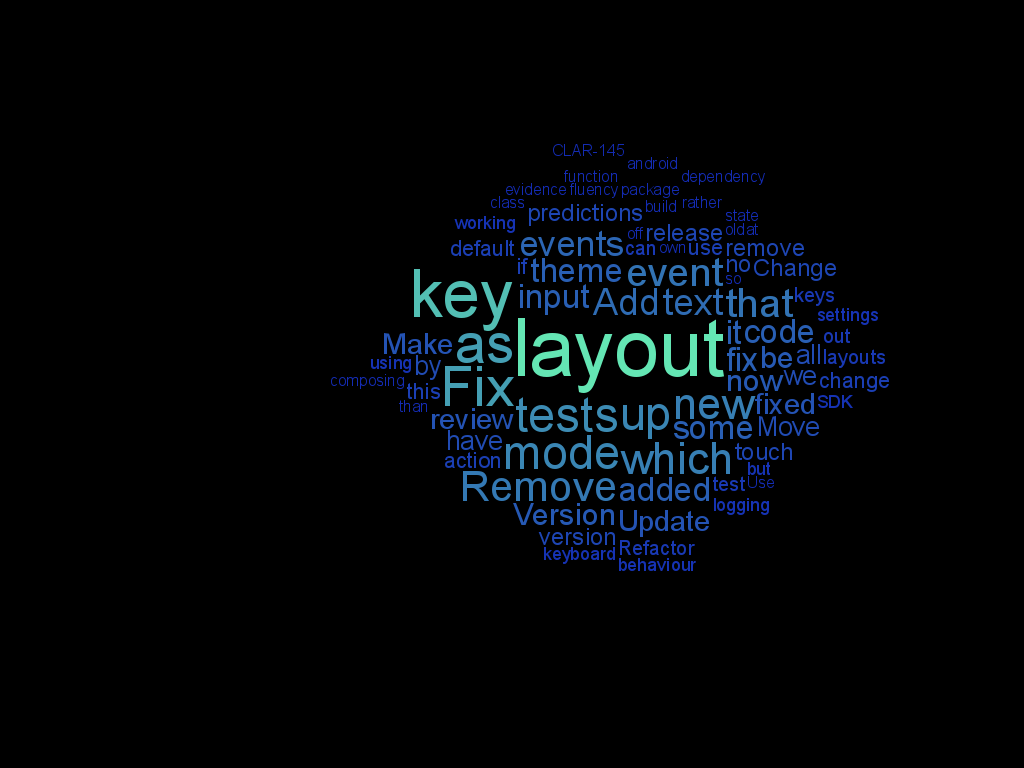 CLAR-145
android
function
dependency
evidence fluency package
class
predictions
build
rather
working
state
off
release
oldat
default
events
can
own
use
remove
if
theme
event
no
Change
so
key
input
Add
text
that
keys
settings
Make
as
layout
it
code
out
using
by
fix
be
all
layouts
composing
this
Fix
now
we
change
than
review
tests
up
new
fixed
SDK
have
some
Move
action
mode
which
touch
but
Remove
added
test
Use
logging
Version
Update
version
keyboard
Refactor
behaviour